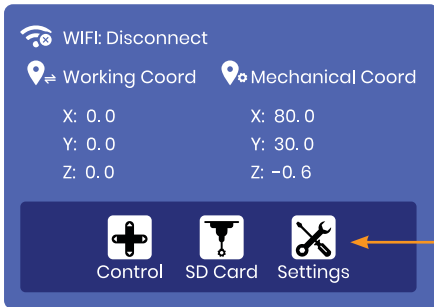 WIFI: Disconnect
Working Coord
Mechanical Coord
X: 0.0
X: 80.0
Y: 0.0
Y: 30.0
Z: 0.0
Z: -0.6
Control
SD Card
Settings